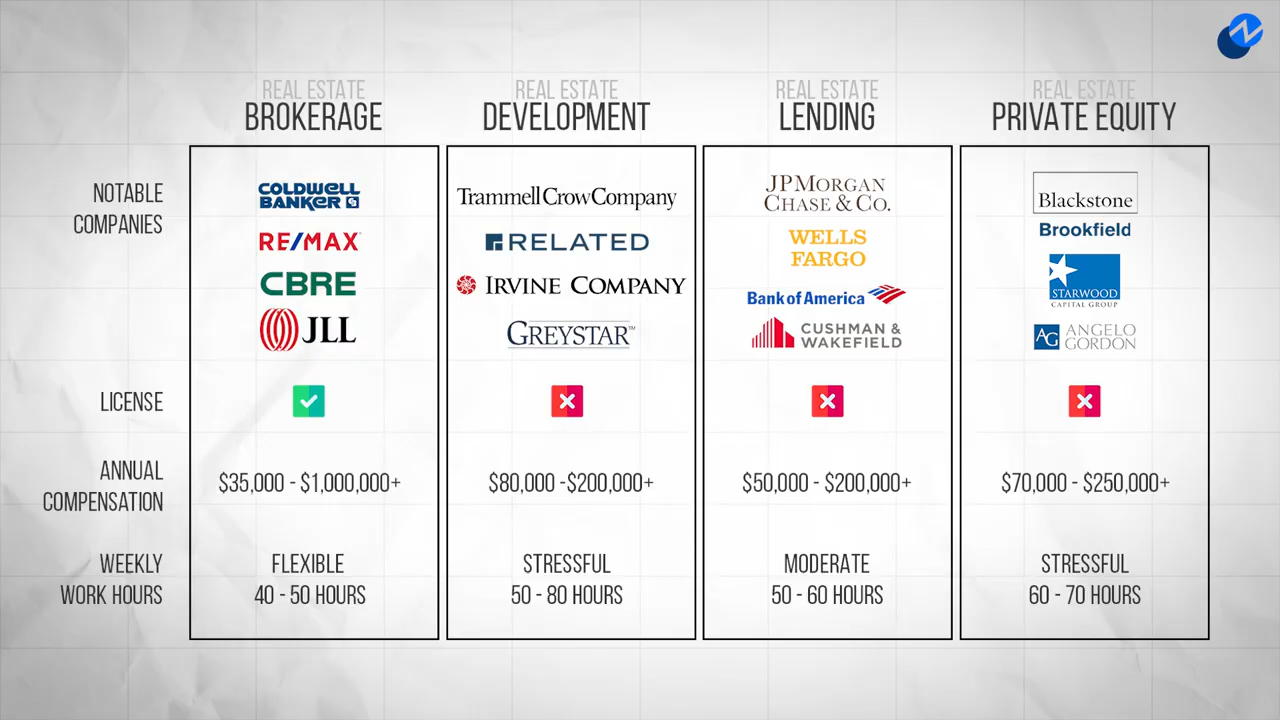 REAL ESTATE
BROKERAGE
REAL ESTATE
DEVELOPMENT
REAL ESTATE
LENDING
REAL ESTATE
PRIVATE EQUITY
NOTABLE
COMPANIES
COLDWELL
BANKER
RE/MAX
CBRE
JLL
TrammellCrowCompany
RELATED
IRVINE COMPANY
GREYSTAR™
JPMORGAN
CHASE & CO.
WELLS
FARGO
Bank of America
CUSHMAN &
WAKEFIELD
Blackstone
Brookfield
STARWOOD
CAPITAL GROUP
AG ANGELO
GORDON
LICENSE
ANNUAL
COMPENSATION
$35,000 - $1,000,000+
$80,000 -$200,000+
$50,000 - $200,000+
$70,000 - $250,000+
WEEKLY
WORK HOURS
FLEXIBLE
40 - 50 HOURS
STRESSFUL
50 - 80 HOURS
MODERATE
50 - 60 HOURS
STRESSFUL
60 - 70 HOURS